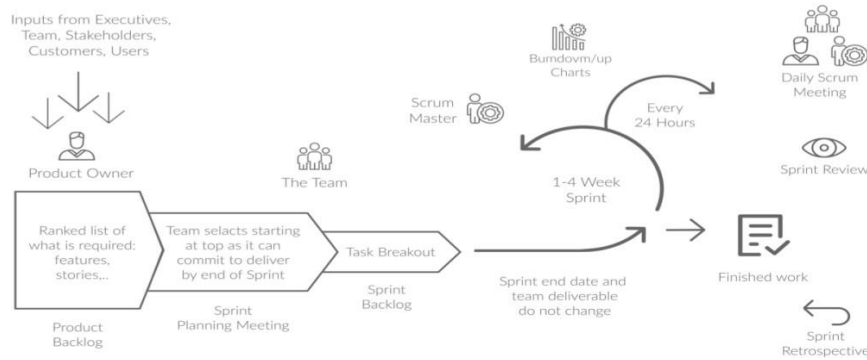 Inputs from Executives,
Team, Stakeholders,
Customers, Users
Product Owner
The Team
Scrum
Master
Bumdovm/up
Charts
Every
24 Hours
Daily Scrum
Meeting
Sprint Review
1-4 Week
Sprint
Ranked list of
what is required:
features,
stories,..
Team selacts starting
at top as it can
commit to deliver
by end of Sprint
Task Breakout
Product
Backlog
Sprint
Planning Meeting
Sprint
Backlog
Sprint end date and
team deliverable
do not change
Finished work
Sprint
Retrospective